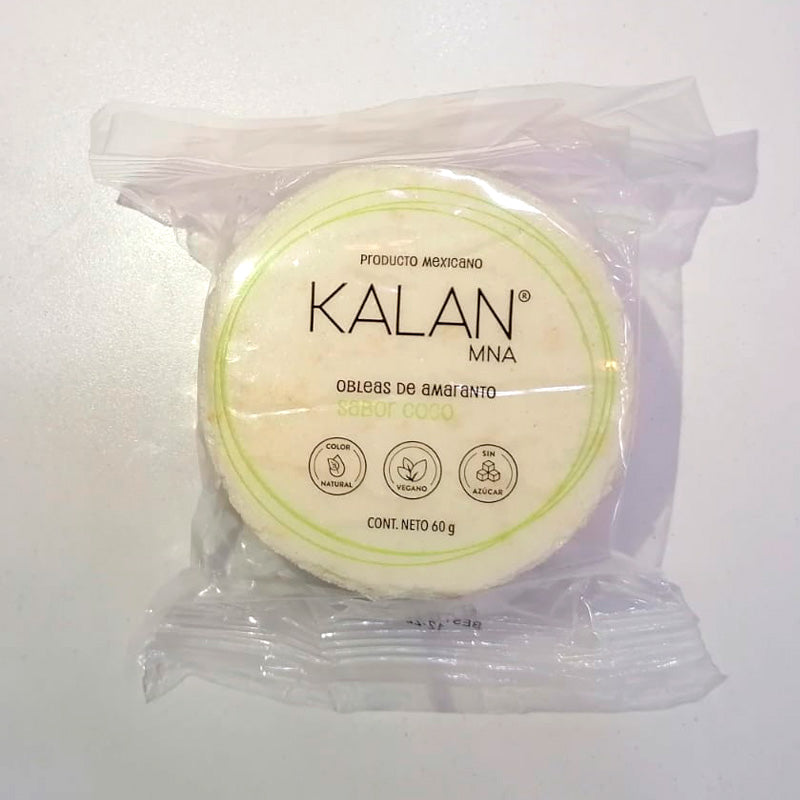 PRODUCTO MEXICANO
KALAN®
MNA
OBLEAS DE AMARANTO
SABOR COCO
COLOR
NATURAL
VEGANO
SIN
AZÚCAR
CONT. NETO 60 g